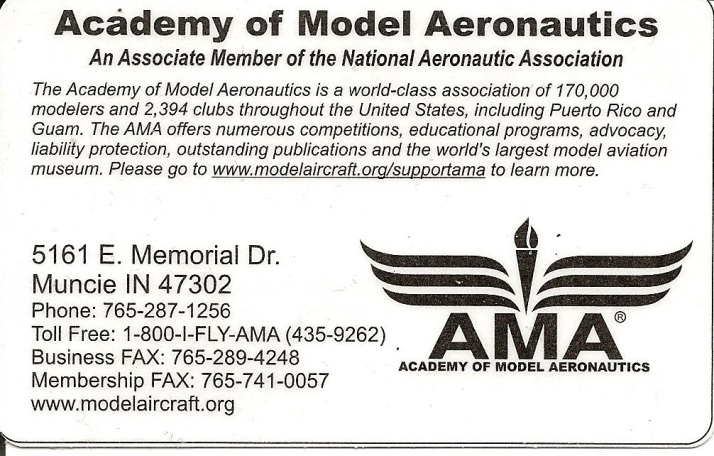 Academy of Model Aeronautics
An Associate Member of the National Aeronautic Association
The Academy of Model Aeronautics is a world-class association of 170,000
modelers and 2,394 clubs throughout the United States, including Puerto Rico and
Guam. The AMA offers numerous competitions, educational programs, advocacy,
liability protection, outstanding publications and the world's largest model aviation
museum. Please go to www.modelaircraft.org/supportama to learn more.
5161 E. Memorial Dr.
Muncie IN 47302
Phone: 765-287-1256
Toll Free: 1-800-I-FLY-AMA (435-9262)
Business FAX: 765-289-4248
Membership FAX: 765-741-0057
www.modelaircraft.org
AMA®
ACADEMY OF MODEL AERONAUTICS